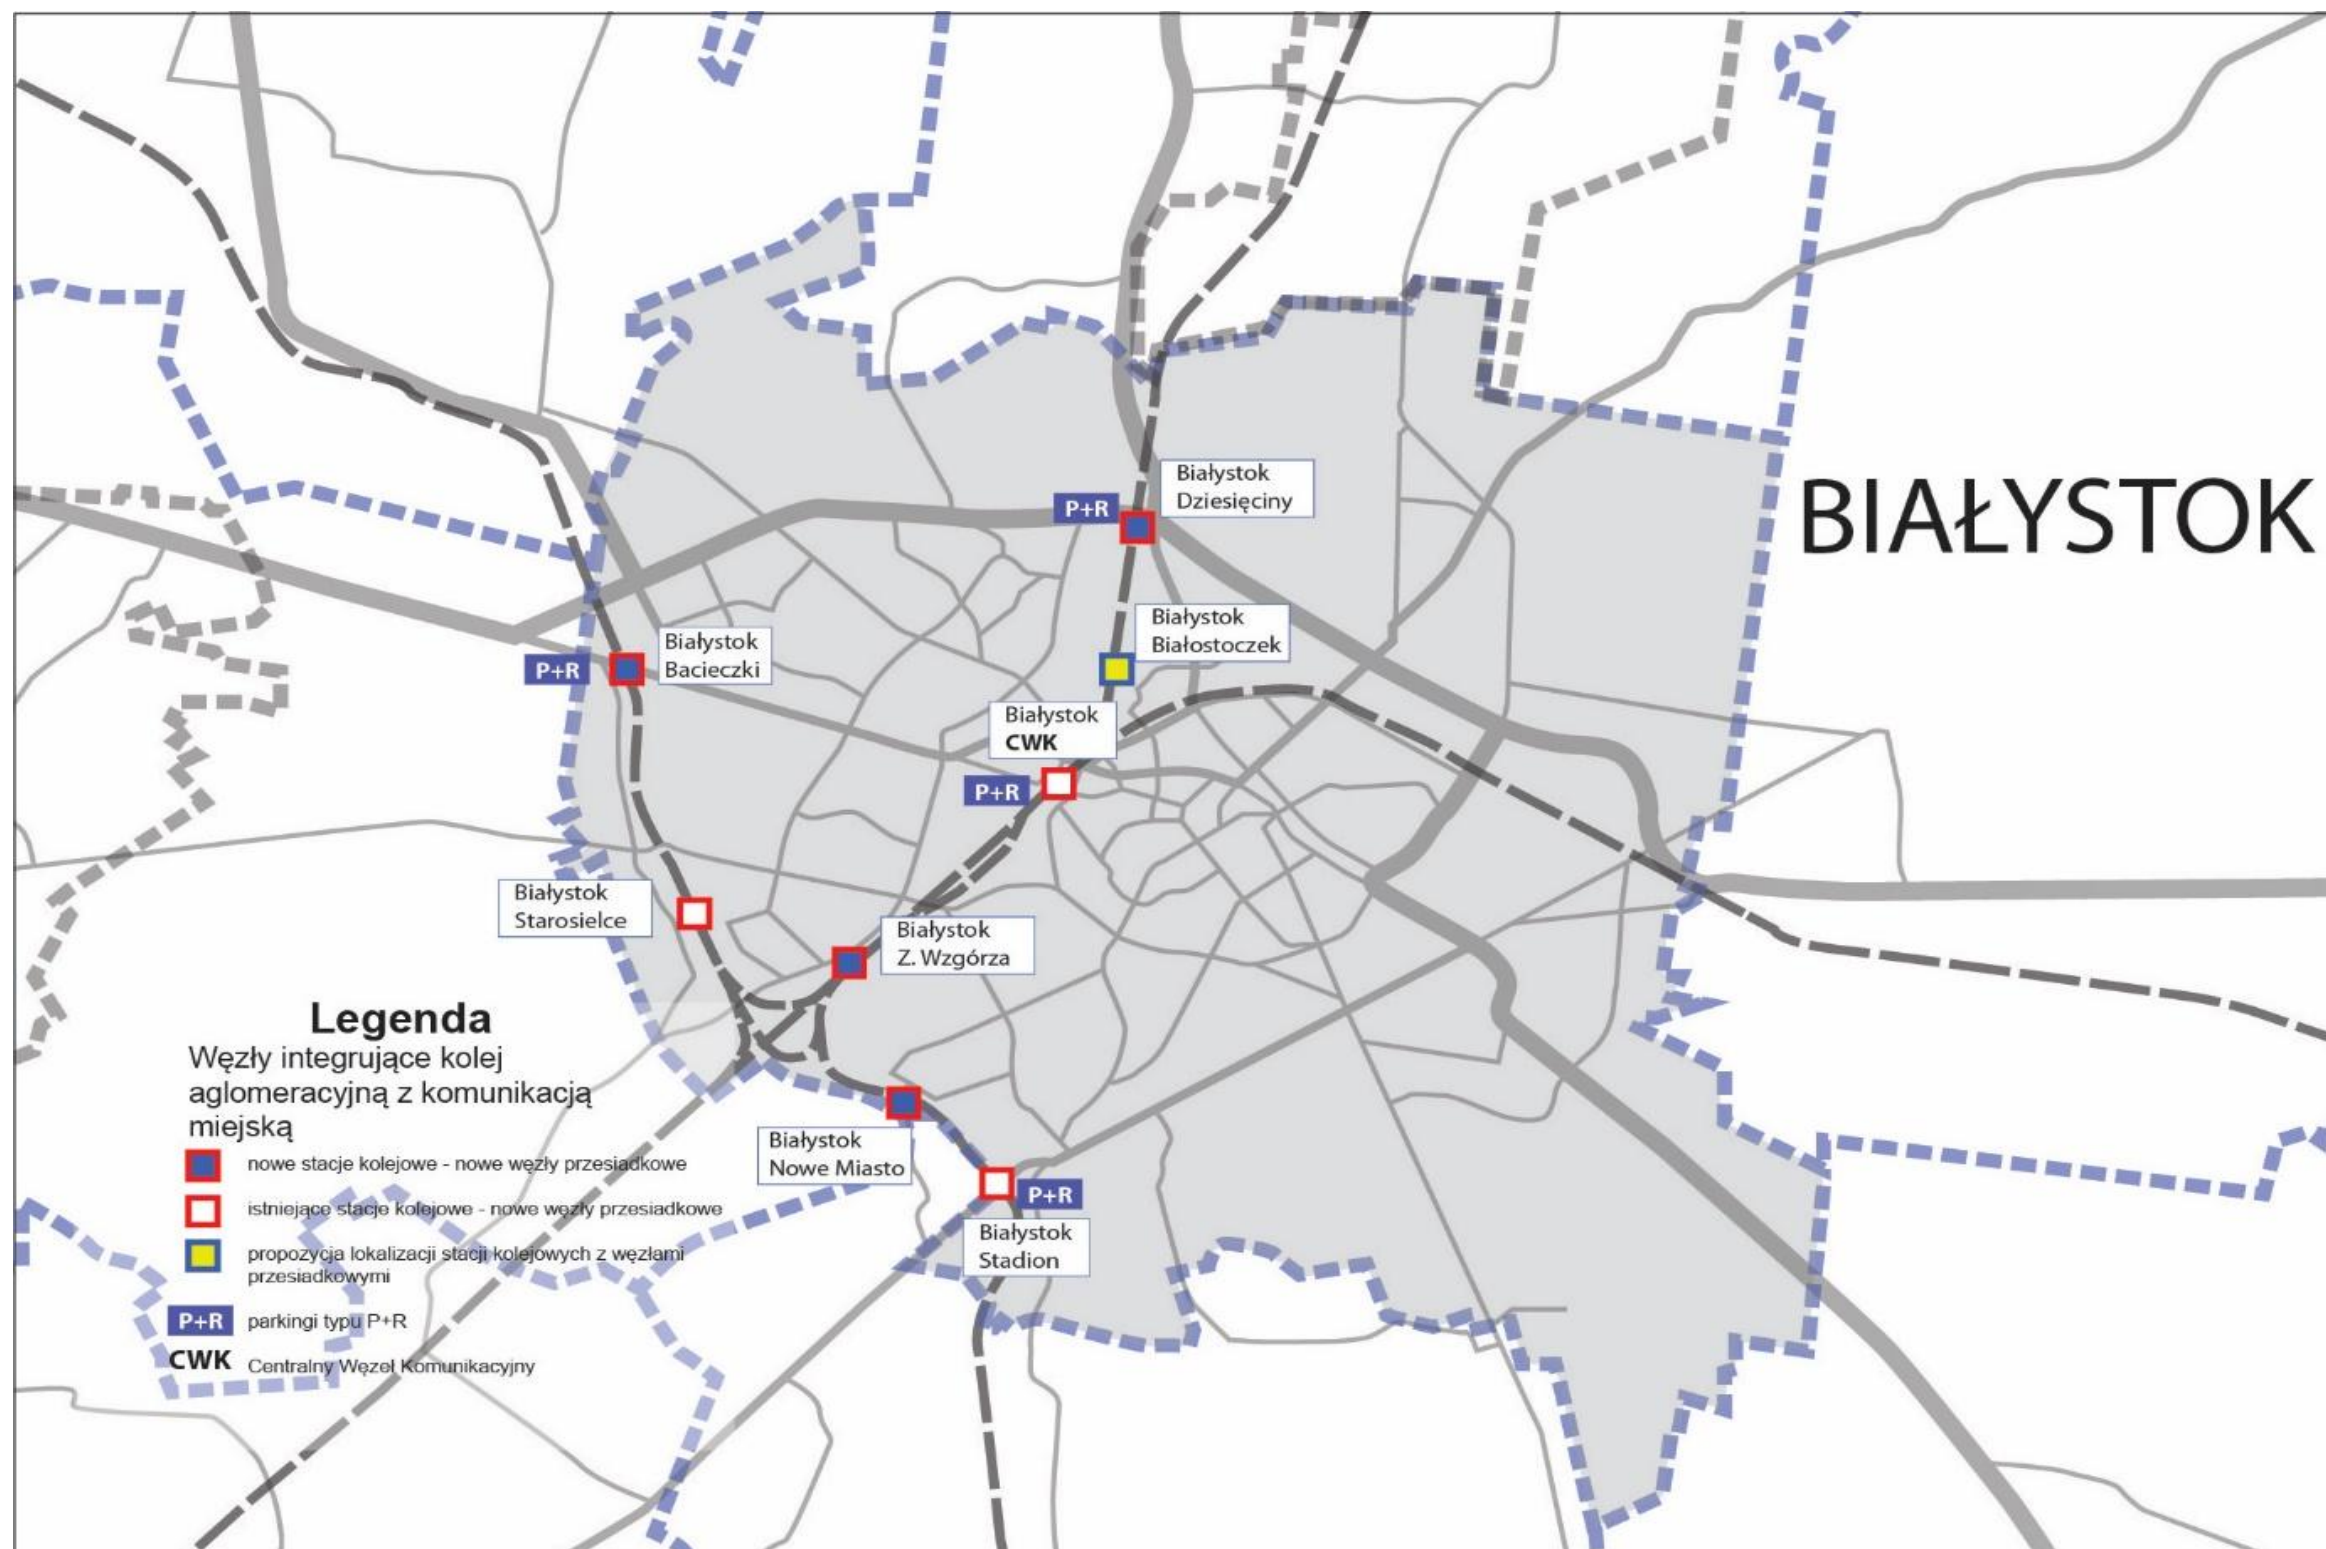 BIAŁYSTOK
Białystok
Dziesięciny
P+R
Białystok
Białostoczek
Białystok
Bacieczki
P+R
Białystok
CWK
P+R
Białystok
Starosielce
Białystok
Z. Wzgórza
Białystok
Nowe Miasto
P+R
Białystok
Stadion
Legenda
Węzły integrujące kolej
aglomeracyjną z komunikacją
miejską
nowe stacje kolejowe - nowe węzły przesiadkowe
istniejące stacje kolejowe - nowe węzły przesiadkowe
propozycja lokalizacji stacji kolejowych z węzłami
przesiadkowymi
P+R parkingi typu P+R
CWK Centralny Węzeł Komunikacyjny